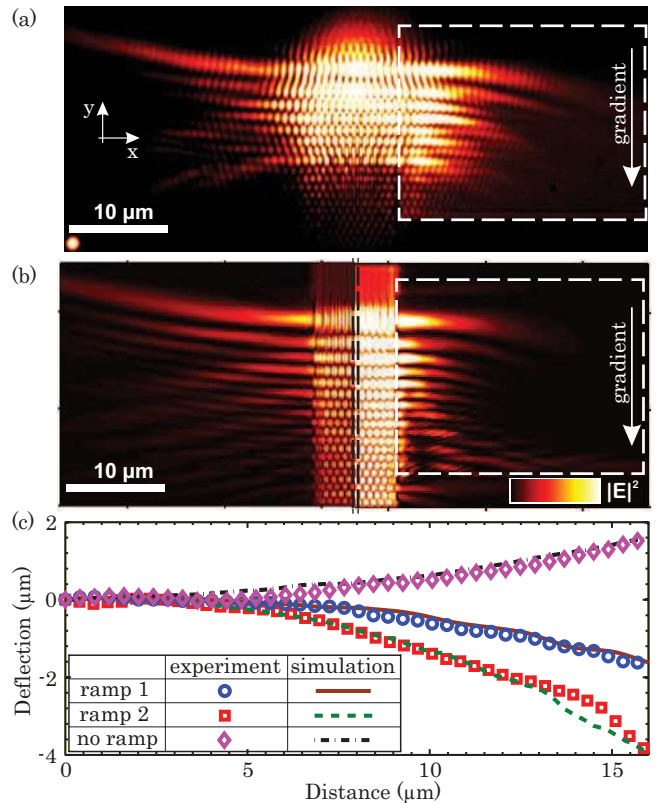 (a)
y
x
10 µm
gradient
(b)
10 µm
gradient
|E|²
(c)
2
0
-2
-4
Deflection (µm)
experiment simulation
ramp 1
ramp 2
no ramp
0 5 10 15
Distance (µm)